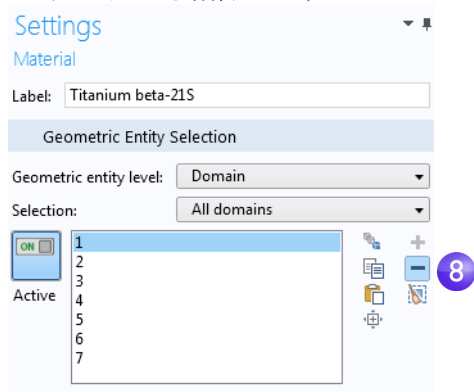 Settings
Material
Label: Titanium beta-21S
Geometric Entity Selection
Geometric entity level: Domain
Selection: All domains
ON
Active
1
2
3
4
5
6
7
8